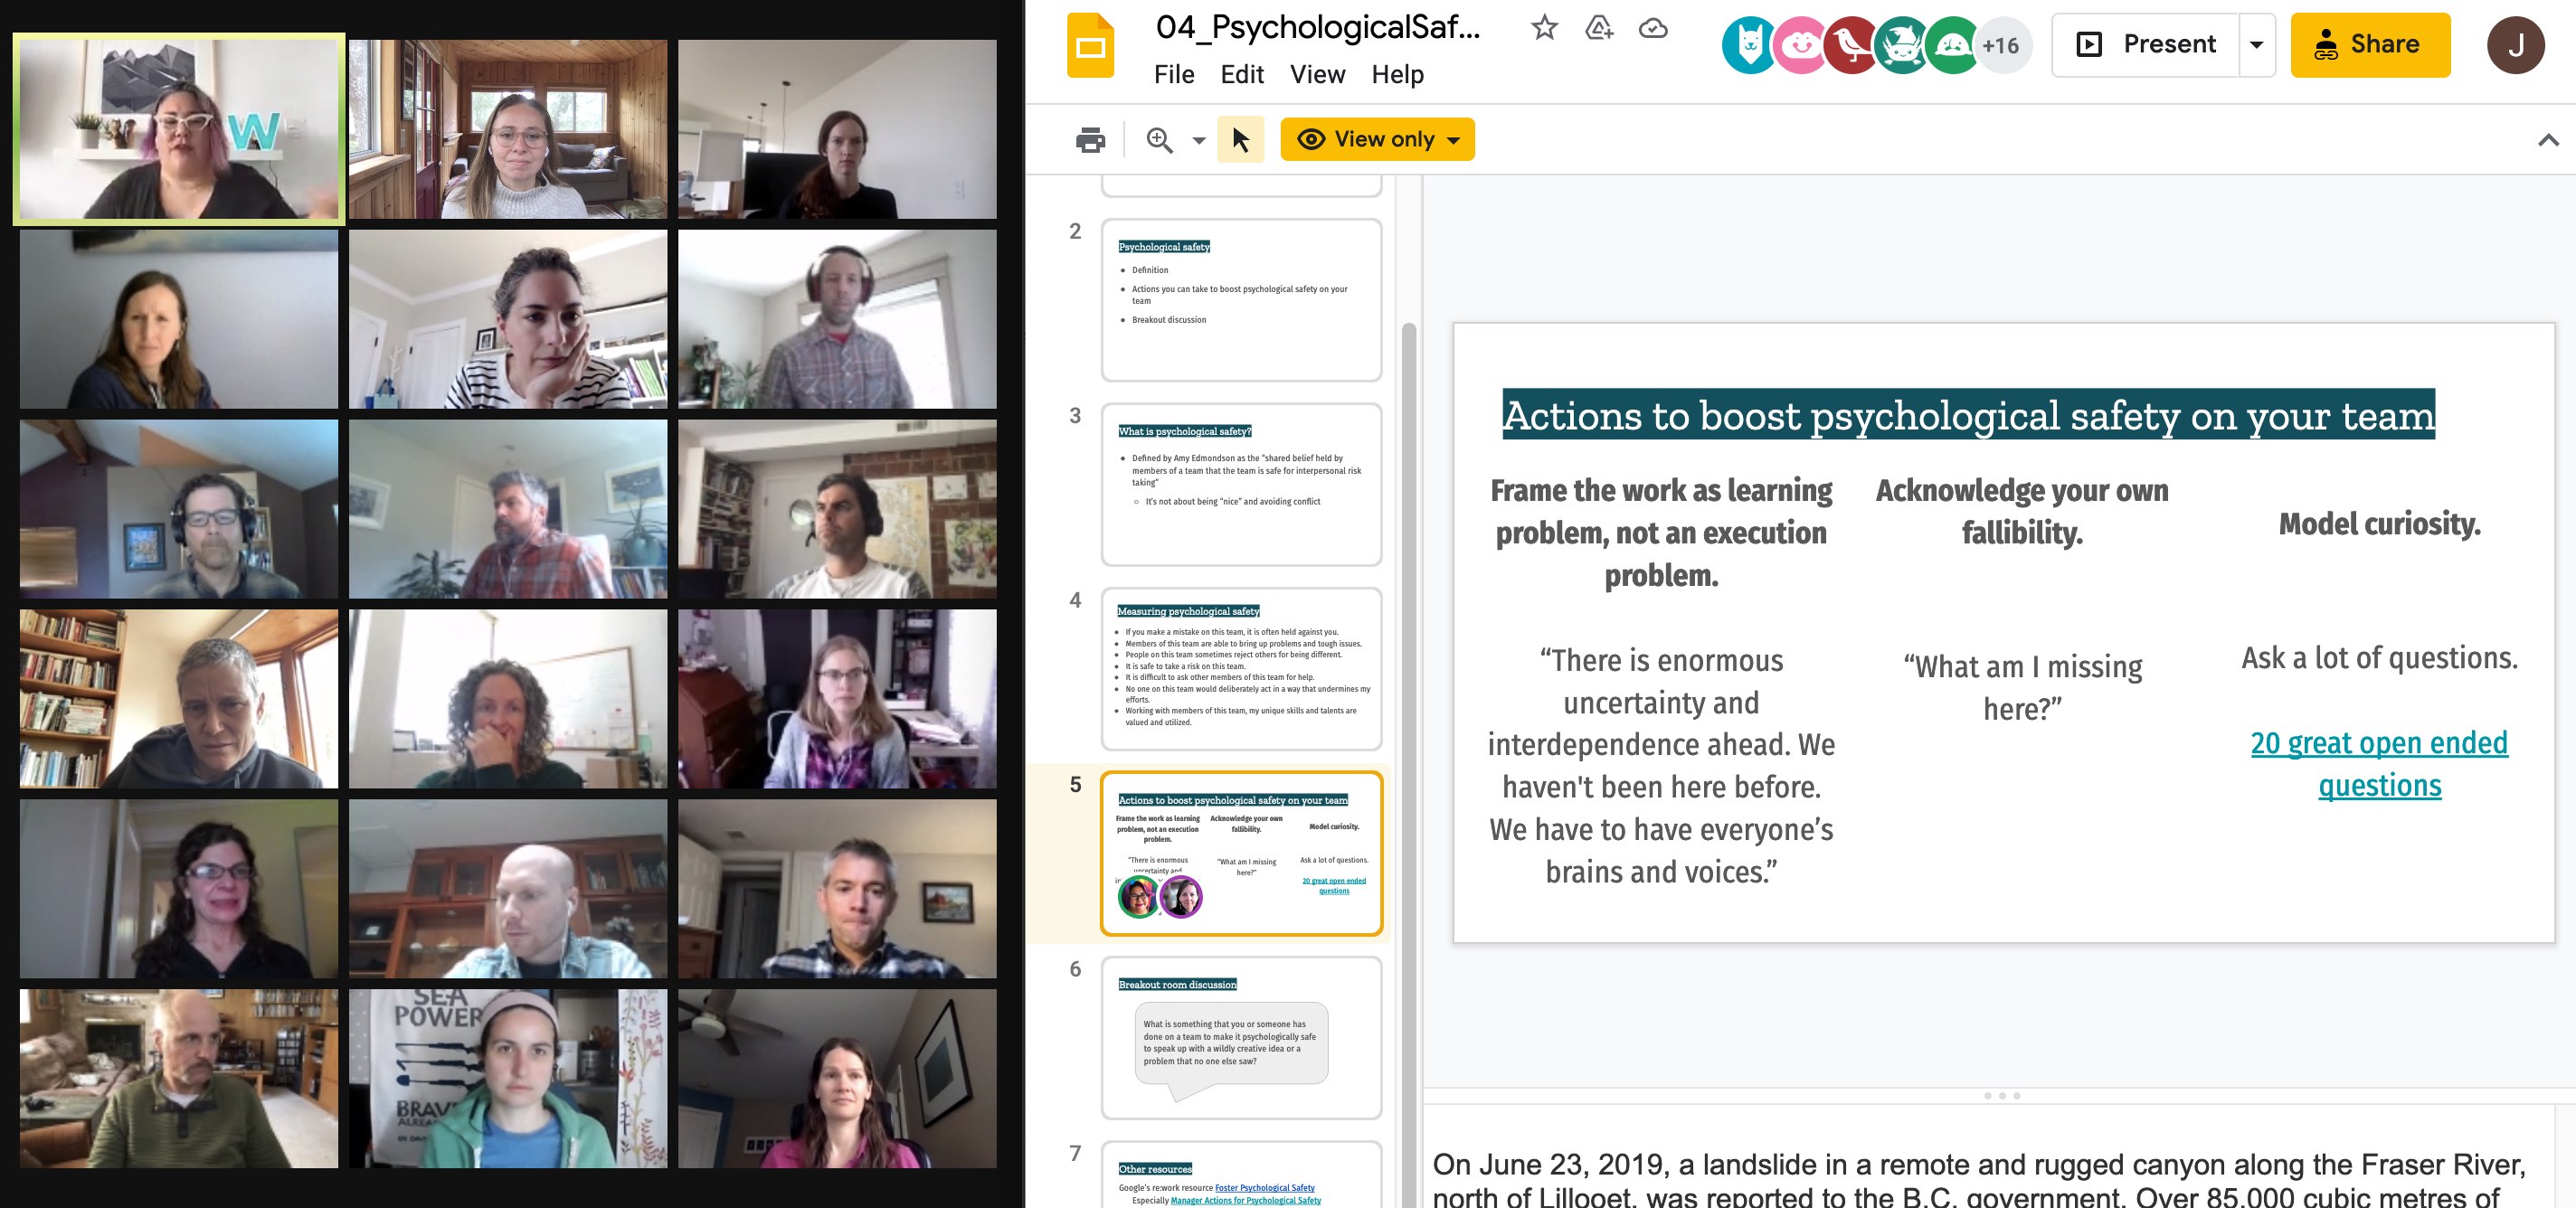 W
SEA
POWER
BRAVE
04_PsychologicalSaf...
File Edit View Help
+16
Present
Share
J
View only
2
Psychological safety
● Definition
● Actions you can take to boost psychological safety on your
team
● Breakout discussion
3
What is psychological safety?
● Defined by Amy Edmondson as the “shared belief held by
members of a team that the team is safe for interpersonal risk
taking”
○ It’s not about being “nice” and avoiding conflict
4
Measuring psychological safety
● If you make a mistake on this team, it is often held against you.
● Members of this team are able to bring up problems and tough issues.
● People on this team sometimes reject others for being different.
● It is safe to take a risk on this team.
● It is difficult to ask other members of this team for help.
● No one on this team would deliberately act in a way that undermines my
efforts.
● Working with members of this team, my unique skills and talents are
valued and utilized.
5
Actions to boost psychological safety on your team
Frame the work as learning
problem, not an execution
problem.
“There is enormous
uncertainty and
Acknowledge your own
fallibility.
“What am I missing
here?”
Model curiosity.
Ask a lot of questions.
20 great open ended
questions
6
Breakout room discussion
What is something that you or someone has
done on a team to make it psychologically safe
to speak up with a wildly creative idea or a
problem that no one else saw?
7
Other resources
Google’s re:work resource Foster Psychological Safety
Especially Manager Actions for Psychological Safety
Actions to boost psychological safety on your team
Frame the work as learning
problem, not an execution
problem.
“There is enormous
uncertainty and
interdependence ahead. We
haven't been here before.
We have to have everyone’s
brains and voices.”
Acknowledge your own
fallibility.
“What am I missing
here?”
Model curiosity.
Ask a lot of questions.
20 great open ended
questions
On June 23, 2019, a landslide in a remote and rugged canyon along the Fraser River,
north of Lillooet, was reported to the B.C. government. Over 85,000 cubic metres of